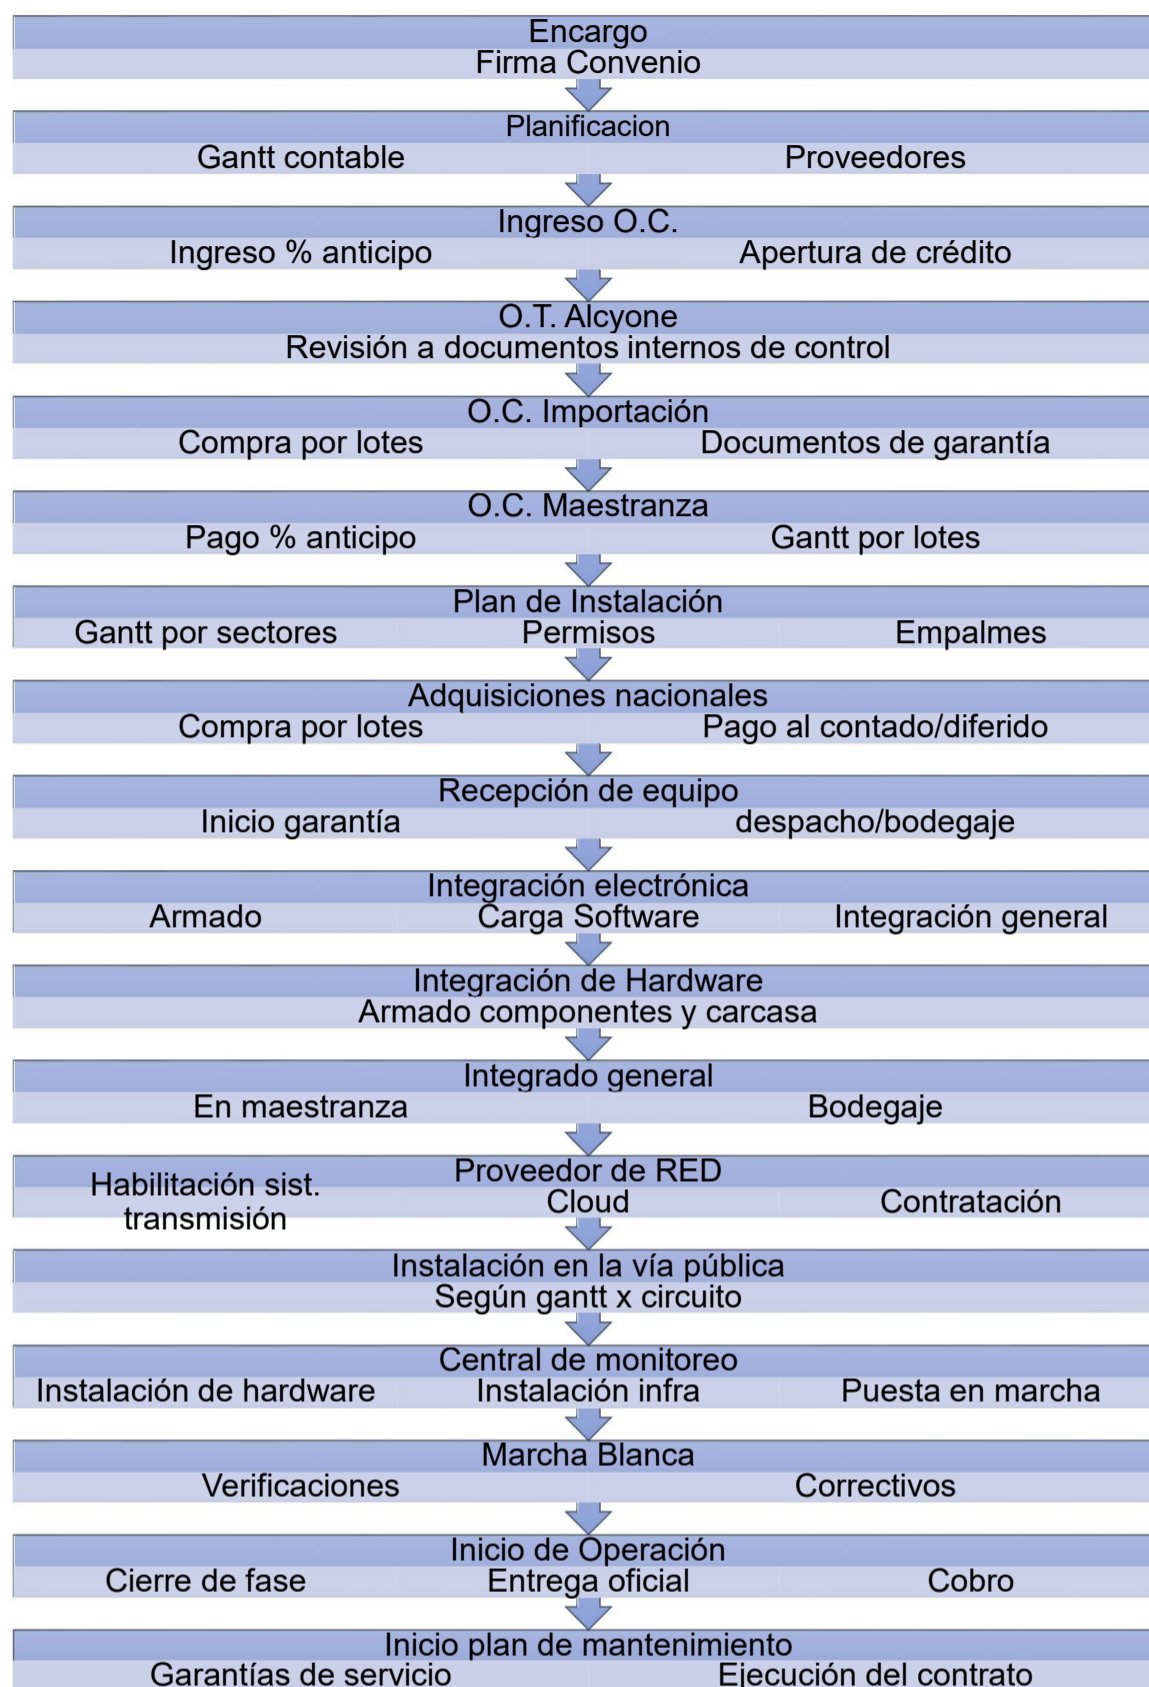 Encargo
Firma Convenio
Planificacion
Gantt contable Proveedores
Ingreso O.C.
Ingreso % anticipo Apertura de crédito
O.T. Alcyone
Revisión a documentos internos de control
O.C. Importación
Compra por lotes Documentos de garantía
O.C. Maestranza
Pago % anticipo Gantt por lotes
Plan de Instalación
Gantt por sectores Permisos Empalmes
Adquisiciones nacionales
Compra por lotes Pago al contado/diferido
Recepción de equipo
Inicio garantía despacho/bodegaje
Integración electrónica
Armado Carga Software Integración general
Integración de Hardware
Armado componentes y carcasa
Integrado general
En maestranza Bodegaje
Proveedor de RED
Habilitación sist.
transmisión
Cloud Contratación
Instalación en la vía pública
Según gantt x circuito
Central de monitoreo
Instalación de hardware Instalación infra Puesta en marcha
Marcha Blanca
Verificaciones Correctivos
Inicio de Operación
Cierre de fase Entrega oficial Cobro
Inicio plan de mantenimiento
Garantías de servicio Ejecución del contrato